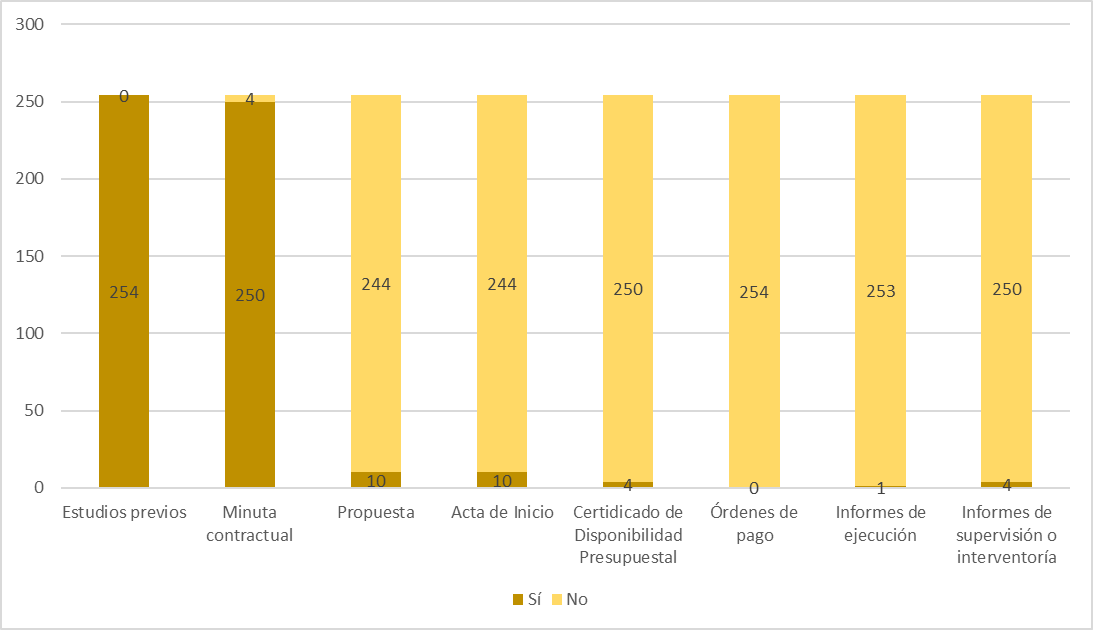 300
250
200
150
100
50
0
0
4
254
250
244
244
250
254
253
250
10
10
4
0
1
4
Estudios previos
Minuta
contractual
Propuesta
Acta de Inicio
Certidicado de
Disponibilidad
Presupuestal
Órdenes de
pago
Informes de
ejecución
Informes de
supervisión o
interventoría
Sí No